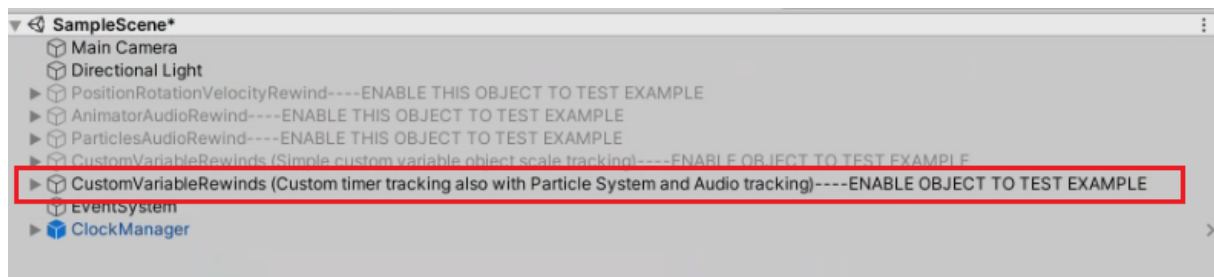 SampleScene*
Main Camera
Directional Light
PositionRotationVelocityRewind----ENABLE THIS OBJECT TO TEST EXAMPLE
AnimatorAudioRewind----ENABLE THIS OBJECT TO TEST EXAMPLE
ParticlesAudioRewind----ENABLE THIS OBJECT TO TEST EXAMPLE
CustomVariableRewinds (Simple custom variable object scale tracking)----ENABLE OBJECT TO TEST EXAMPLE
CustomVariableRewinds (Custom timer tracking also with Particle System and Audio tracking)----ENABLE OBJECT TO TEST EXAMPLE
EventSystem
ClockManager